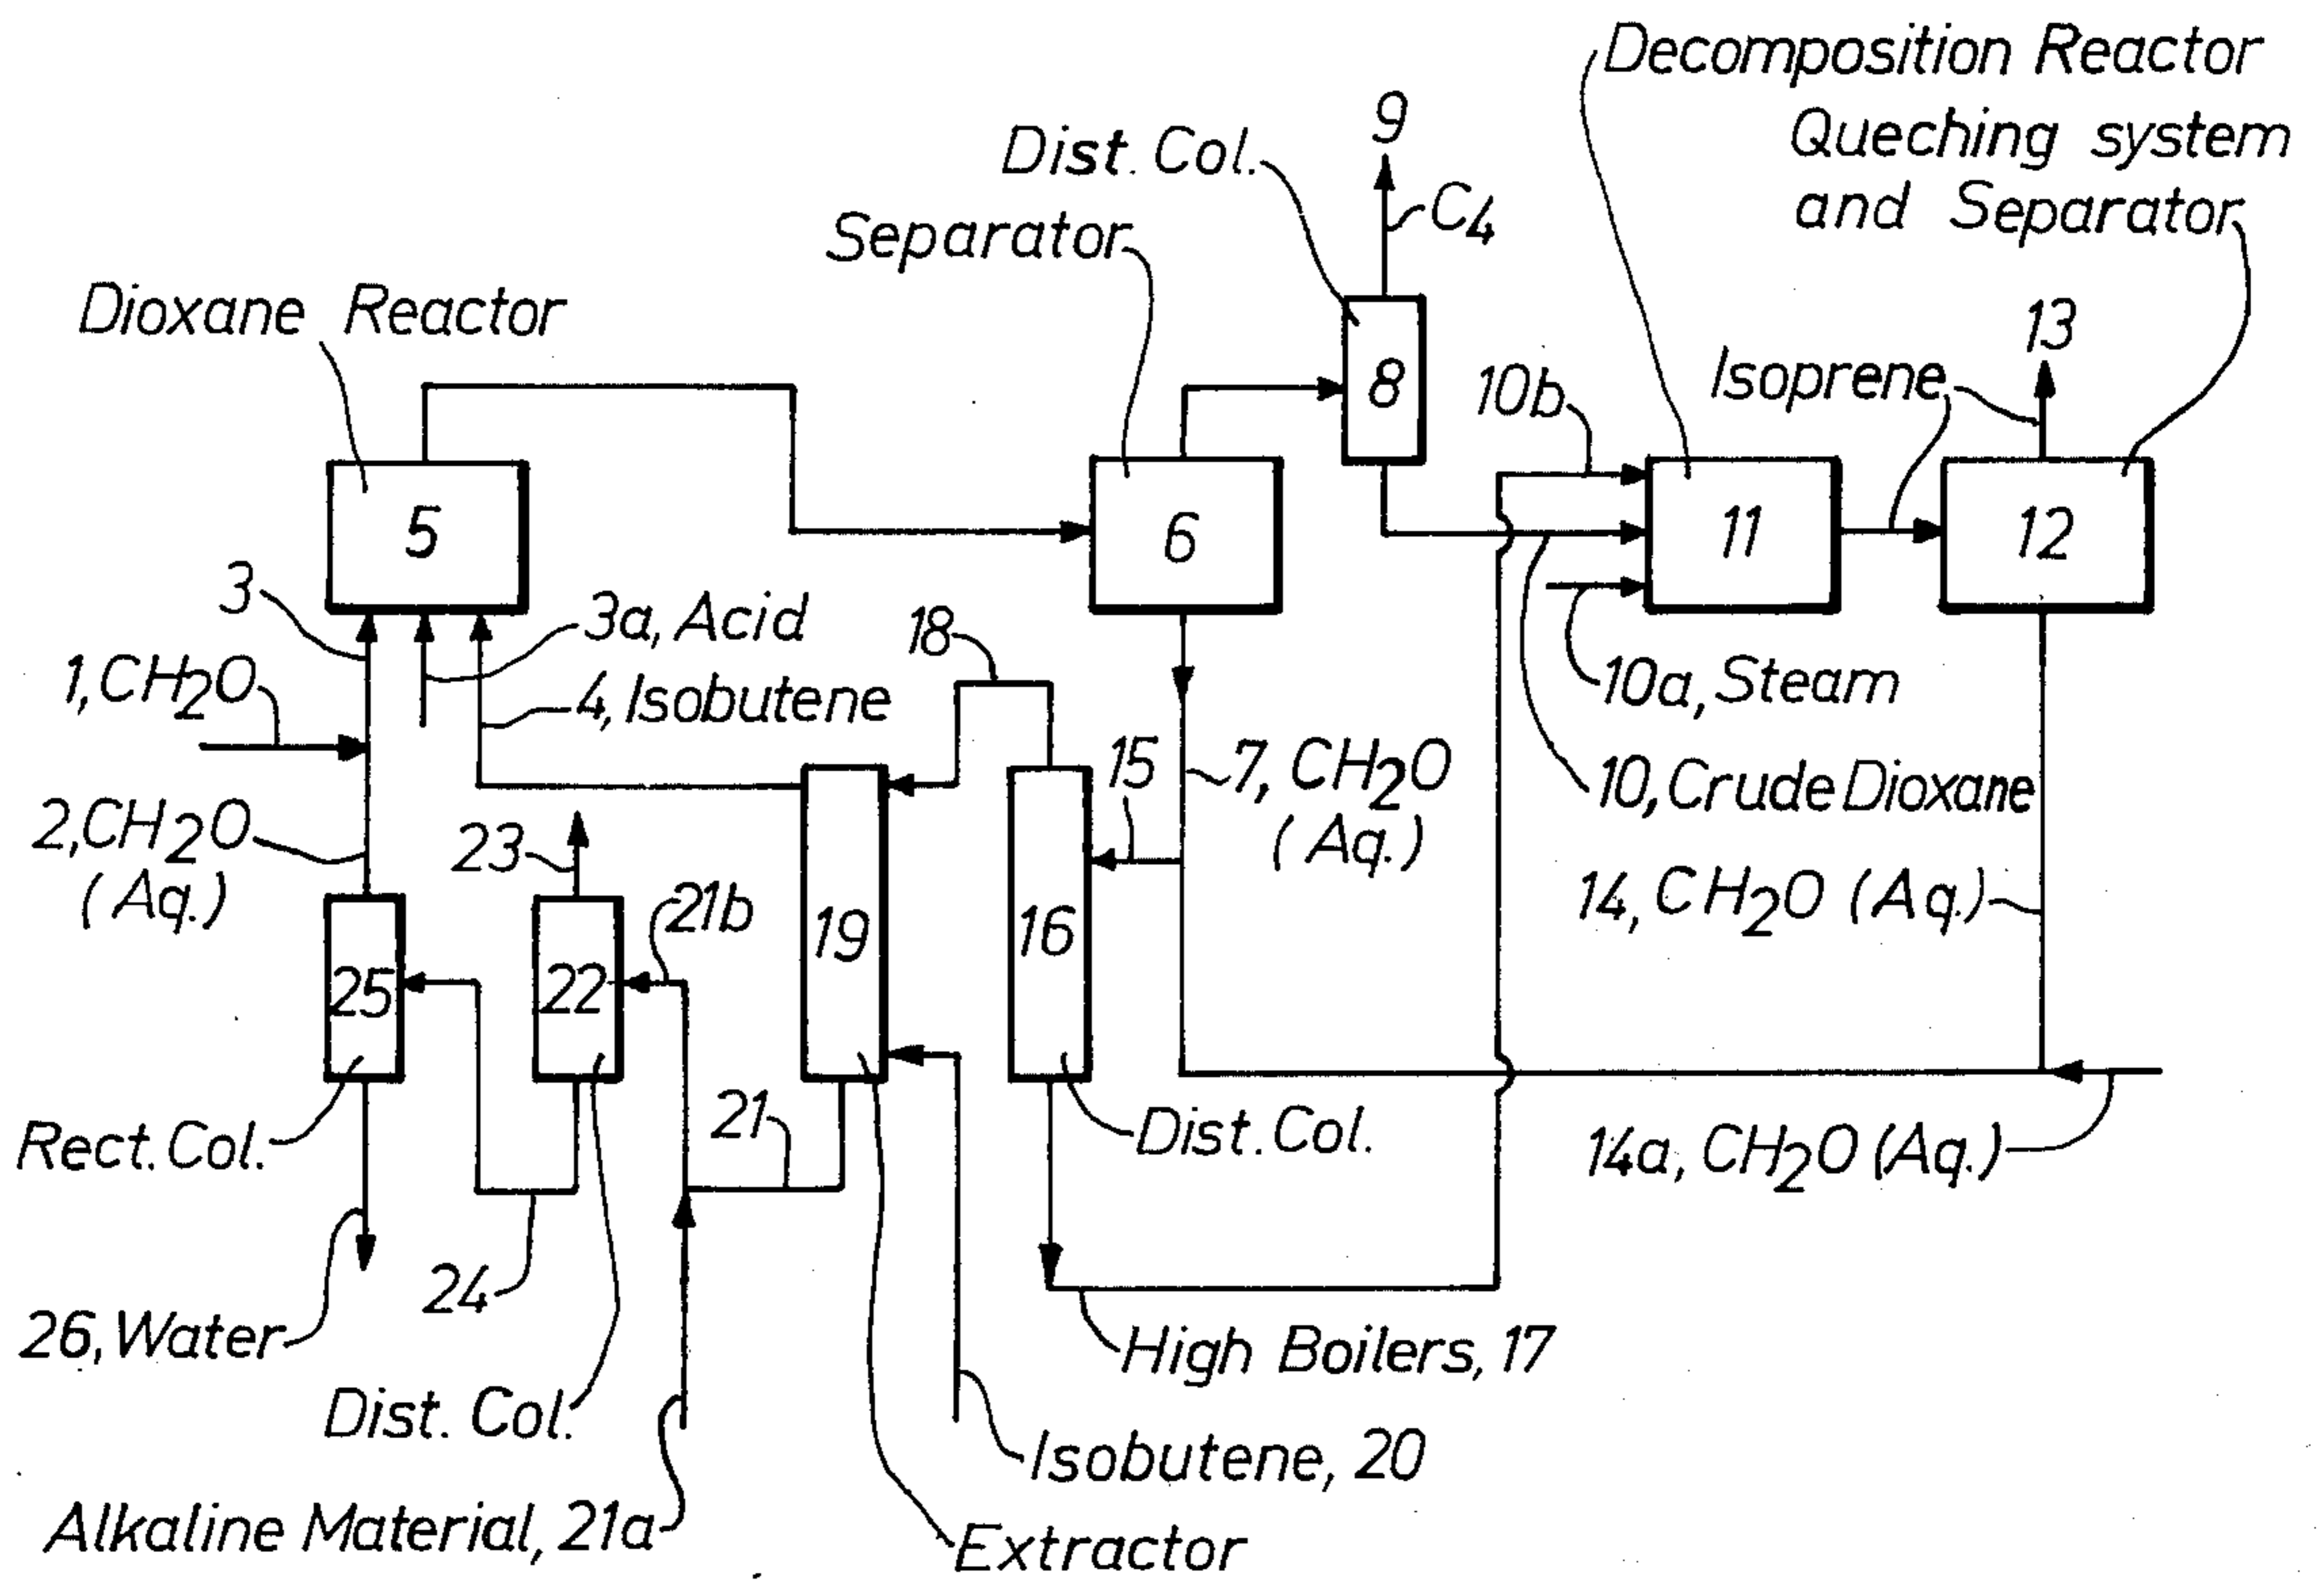 Decomposition Reactor
Queching system
and Separator
9
Dist. Col.
C4
Separator
Dioxane Reactor
13
8
10b
Isoprene
5
6
11
12
3
3a, Acid
18
1, CH2O
4, Isobutene
10a, Steam
15
7, CH2O
(Aq.)
10, Crude Dioxane
2, CH2O
(Aq.)
23
21b
14, CH2O (Aq.)
19
16
25
22
21
Rect. Col.
Dist. Col.
14a, CH2O (Aq.)
24
26, Water
High Boilers, 17
Dist. Col.
Isobutene, 20
Alkaline Material, 21a
Extractor